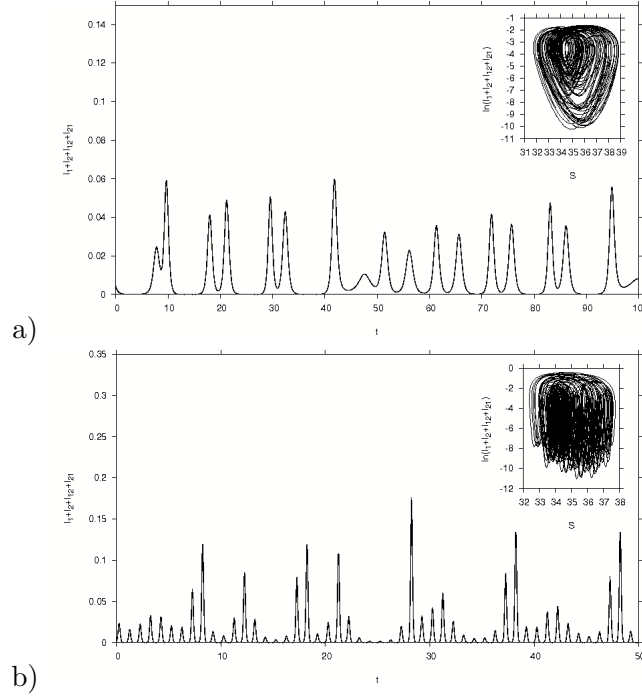 0.14
0.12
0.1
0.08
0.06
0.04
0.02
0
I₁+I₂+I₁₂+I₂₁
0 10 20 30 40 50 60 70 80 90 100
t
-1
-2
-3
-4
-5
-6
-7
-8
-9
-10
-11
ln(I₁+I₂+I₁₂+I₂₁)
31 32 33 34 35 36 37 38 39
S
a)
0.35
0.3
0.25
0.2
0.15
0.1
0.05
0
I₁+I₂+I₁₂+I₂₁
0 10 20 30 40 50
t
0
-2
-4
-6
-8
-10
-12
ln(I₁+I₂+I₁₂+I₂₁)
32 33 34 35 36 37 38
S
b)